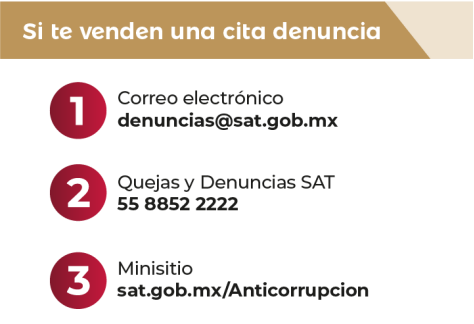 Si te venden una cita denuncia
1
Correo electrónico
denuncias@sat.gob.mx
2
Quejas y Denuncias SAT
55 8852 2222
3
Minisitio
sat.gob.mx/Anticorrupcion